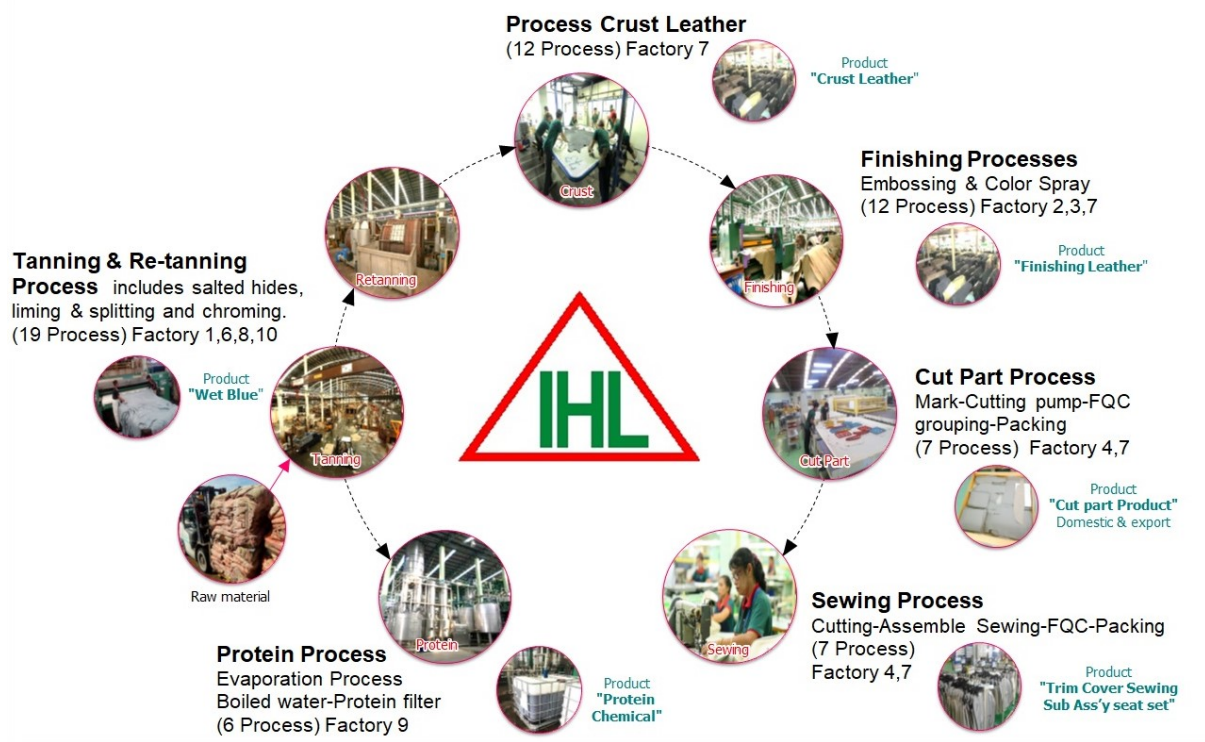 Process Crust Leather
(12 Process) Factory 7
Product
"Crust Leather"
Crust
Finishing Processes
Embossing & Color Spray
(12 Process) Factory 2,3,7
Product
"Finishing Leather"
Finishing
Retanning
Tanning & Re-tanning
Process includes salted hides,
liming & splitting and chroming.
(19 Process) Factory 1,6,8,10
Product
"Wet Blue"
Tanning
IHL
Cut Part Process
Mark-Cutting pump-FQC
grouping-Packing
(7 Process) Factory 4,7
Cut Part
Product
"Cut part Product"
Domestic & export
Raw material
Protein
Protein Process
Evaporation Process
Boiled water-Protein filter
(6 Process) Factory 9
Product
"Protein
Chemical"
Sewing
Sewing Process
Cutting-Assemble Sewing-FQC-Packing
(7 Process)
Factory 4,7
Product
"Trim Cover Sewing
Sub Ass'y seat set"